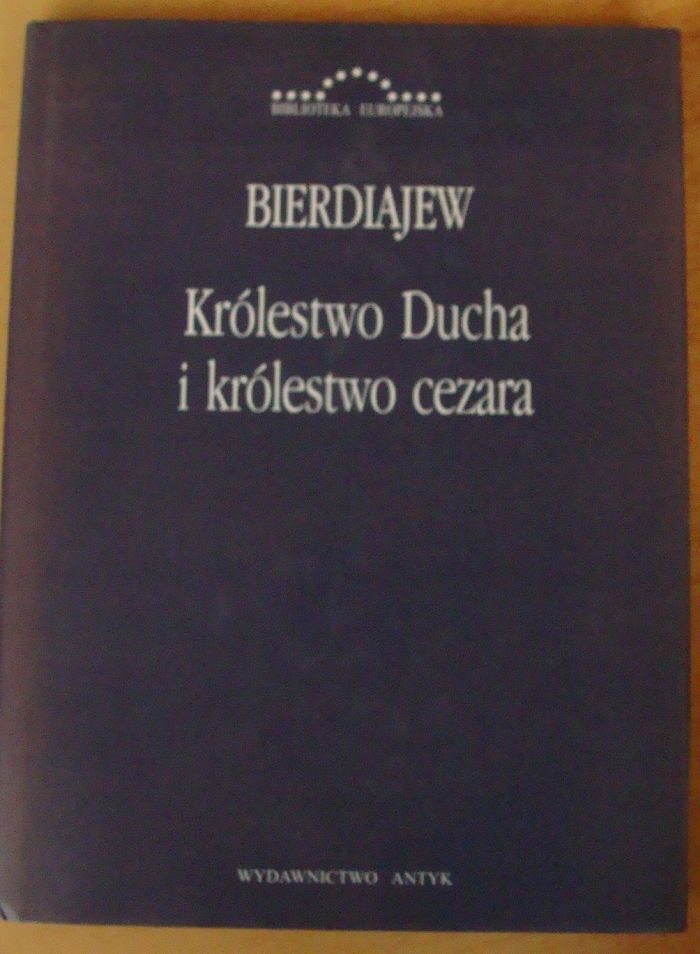 BIBLIOTEKA EUROPEJSKA
BIERDIAJEW
Królestwo Ducha
i królestwo cezara
WYDAWNICTWO ANTYK